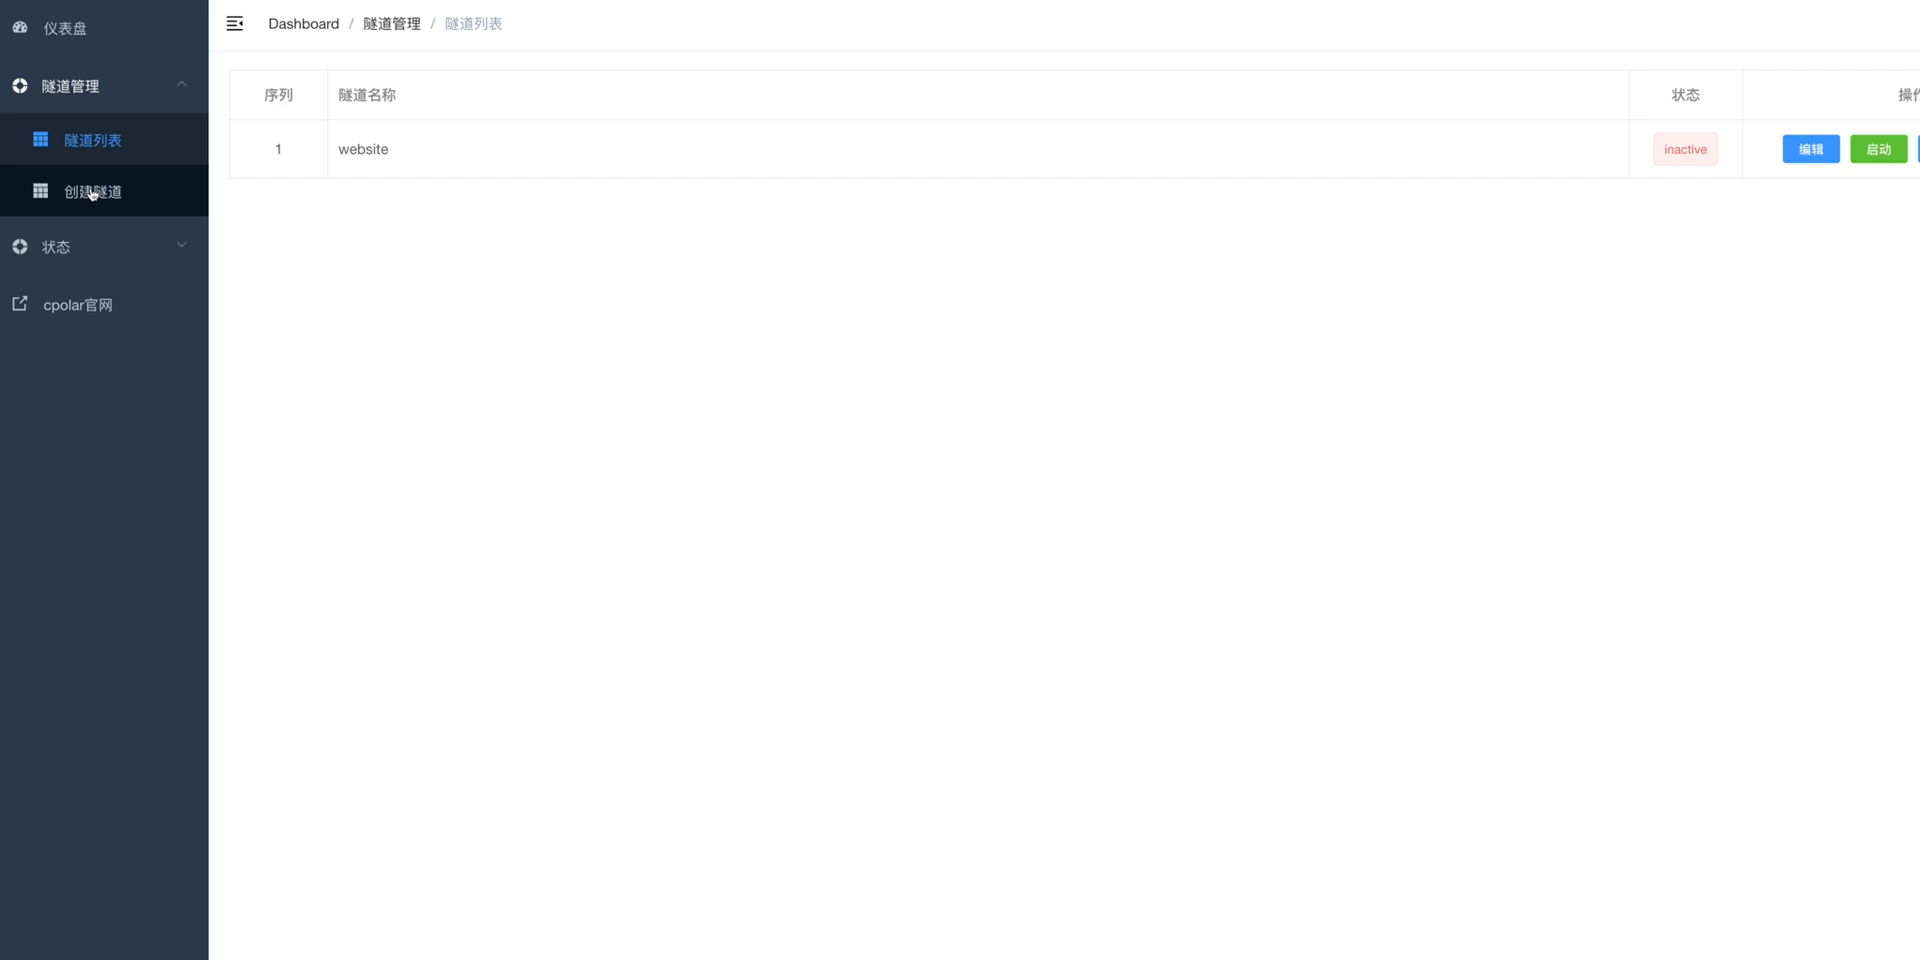 仪表盘
隧道管理
隧道列表
创建隧道
状态
cpolar官网
Dashboard / 隧道管理 / 隧道列表
序列 隧道名称 状态
1 website inactive 编辑 启动